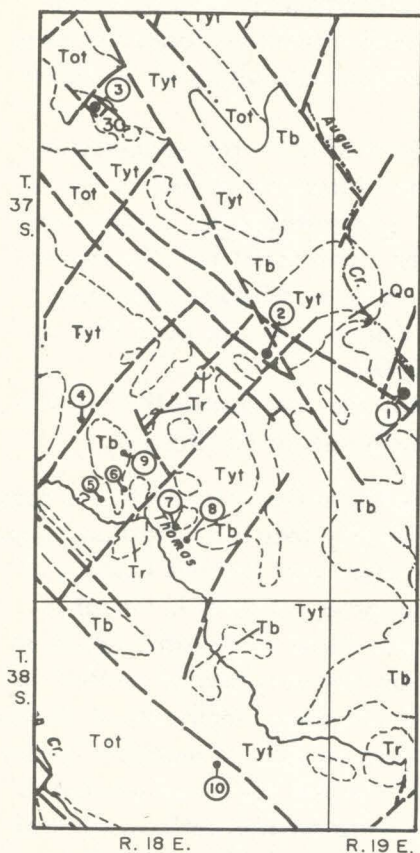 Tyt
Tot
③
Tyt
30
Tot
Tb
Augur
T.
37
S.
Tyt
Tyt
Tot
Tb
Cr.
Qa
②
Tyt
Tyt
①
④
Tr
Tb
⑨
Tyt
⑤
⑥
Tb
⑦
⑧
Tb
Tr
Tyt
Tb
Tb
T.
38
S.
Tb
Tot
Tyt
Tr
Cr.
⑩
R. 18 E.
R. 19 E.